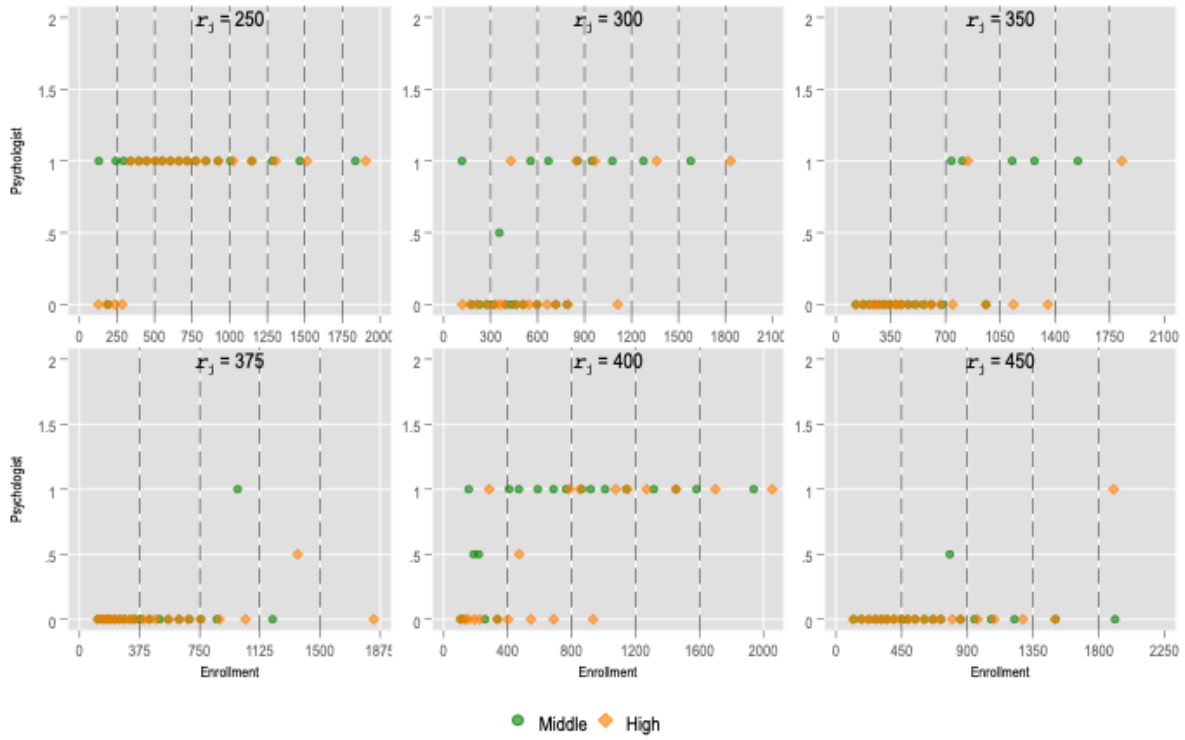 r_j = 250
r_j = 300
r_j = 350
Psychologist
2
1.5
1
.5
0
0 250 500 750 1000 1250 1500 1750 2000
2
1.5
1
.5
0
0 300 600 900 1200 1500 1800 2100
2
1.5
1
.5
0
0 350 700 1050 1400 1750 2100
r_j = 375
r_j = 400
r_j = 450
Psychologist
2
1.5
1
.5
0
0 375 750 1125 1500 1875
Enrollment
2
1.5
1
.5
0
0 400 800 1200 1600 2000
Enrollment
2
1.5
1
.5
0
0 450 900 1350 1800 2250
Enrollment
Middle High